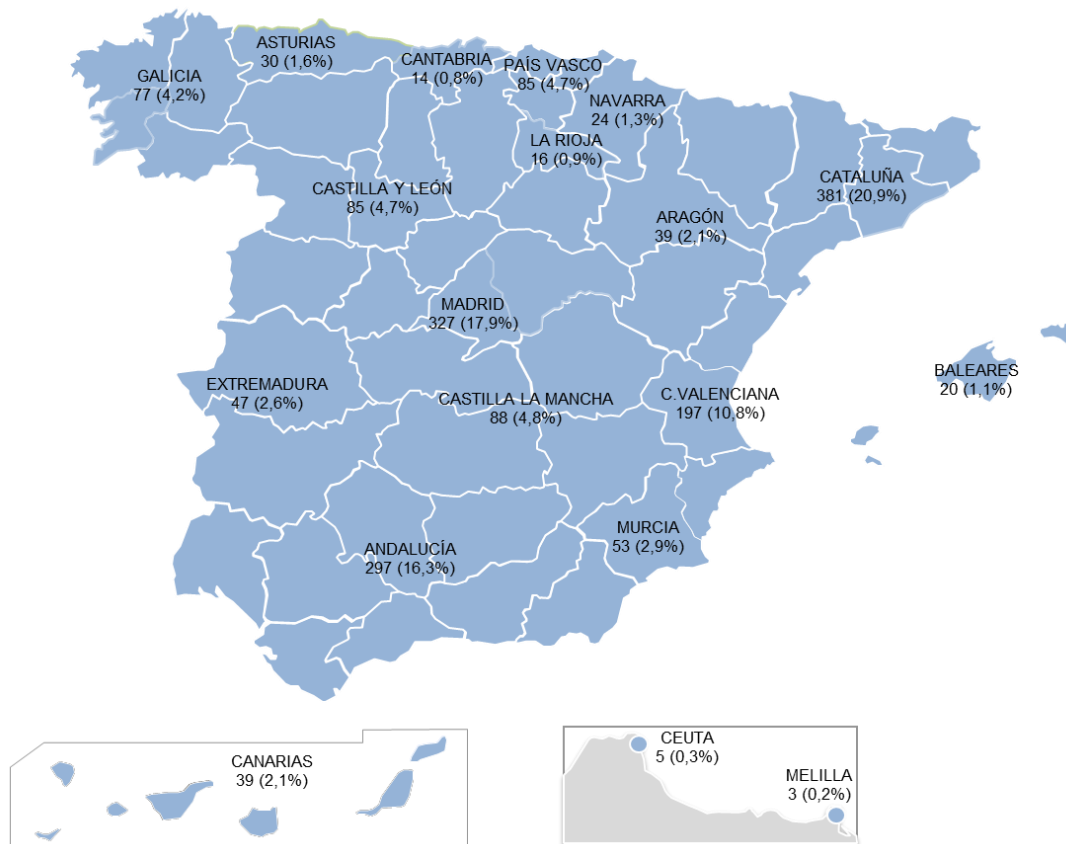 ASTURIAS
30 (1,6%)
CANTABRIA
14 (0,8%)
PAÍS VASCO
85 (4,7%)
GALICIA
77 (4,2%)
NAVARRA
24 (1,3%)
LA RIOJA
16 (0,9%)
CATALUÑA
381 (20,9%)
CASTILLA Y LEÓN
85 (4,7%)
ARAGÓN
39 (2,1%)
MADRID
327 (17,9%)
BALEARES
20 (1,1%)
EXTREMADURA
47 (2,6%)
CASTILLA LA MANCHA
88 (4,8%)
C.VALENCIANA
197 (10,8%)
MURCIA
53 (2,9%)
ANDALUCÍA
297 (16,3%)
CANARIAS
39 (2,1%)
CEUTA
5 (0,3%)
MELILLA
3 (0,2%)